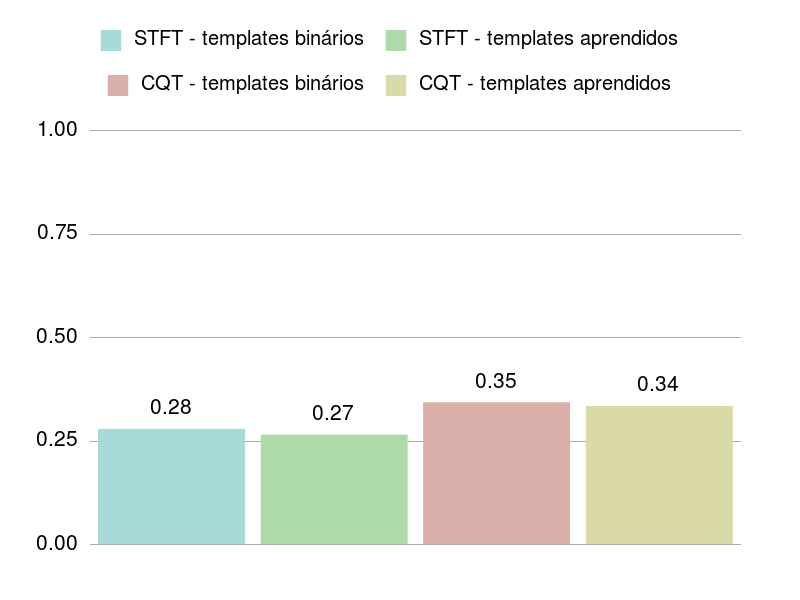 STFT - templates binários
STFT - templates aprendidos
CQT - templates binários
CQT - templates aprendidos
1.00
0.75
0.50
0.35
0.34
0.28
0.27
0.25
0.00